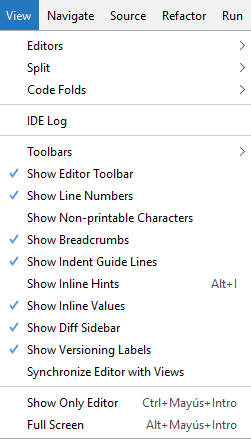 View Navigate Source Refactor Run
Editors
Split
Code Folds
IDE Log
Toolbars
Show Editor Toolbar
Show Line Numbers
Show Non-printable Characters
Show Breadcrumbs
Show Indent Guide Lines
Show Inline Hints Alt+I
Show Inline Values
Show Diff Sidebar
Show Versioning Labels
Synchronize Editor with Views
Show Only Editor Ctrl+Mayús+Intro
Full Screen Alt+Mayús+Intro